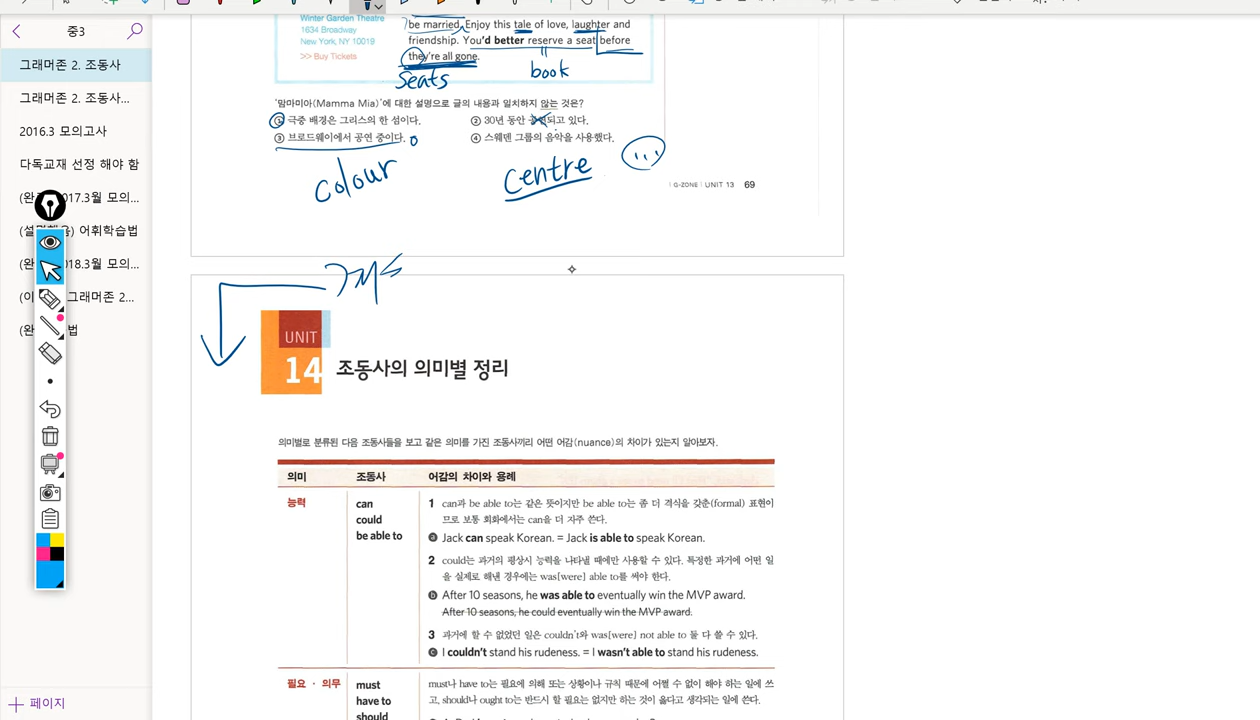 중3
그래머존 2. 조동사
그래머존 2. 조동사...
2016.3 모의고사
다독교재 선정 해야 함
017.3월 모의...
어휘학습법
018.3월 모의...
그래머존 2...
법
페이지
Winter Garden Theatre
1634 Broadway
New York, NY 10019
>> Buy Tickets
be married. Enjoy this tale of love, laughter and
friendship. You'd better reserve a seat before
they're all gone.
seats
book
'맘마미아(Mamma Mia)'에 대한 설명으로 글의 내용과 일치하지 않는 것은?
① 극중 배경은 그리스의 한 섬이다.
② 30년 동안 공연되고 있다.
③ 브로드웨이에서 공연 중이다.
④ 스웨덴 그룹의 음악을 사용했다.
colour
centre
| G-ZONE | UNIT 13 69
UNIT
14 조동사의 의미별 정리
의미별로 분류된 다음 조동사들을 보고 같은 의미를 가진 조동사끼리 어떤 어감(nuance)의 차이가 있는지 알아보자.
의미 조동사 어감의 차이와 용례
능력
can
could
be able to
1 can과 be able to는 같은 뜻이지만 be able to는 좀 더 격식을 갖춘(formal) 표현이
므로 보통 회화에서는 can을 더 자주 쓴다.
ⓐ Jack can speak Korean. = Jack is able to speak Korean.
2 could는 과거의 평상시 능력을 나타낼 때에만 사용할 수 있다. 특정한 과거에 어떤 일
을 실제로 해낸 경우에는 was[were] able to를 써야 한다.
ⓑ After 10 seasons, he was able to eventually win the MVP award.
After 10 seasons, he could eventually win the MVP award.
3 과거에 할 수 없었던 일은 couldn't와 was[were] not able to 둘 다 쓸 수 있다.
ⓒ I couldn't stand his rudeness. = I wasn't able to stand his rudeness.
필요 · 의무
must
have to
should
must나 have to는 필요에 의해 또는 상황이나 규칙 때문에 어쩔 수 없이 해야 하는 일에 쓰
고, should나 ought to는 반드시 할 필요는 없지만 하는 것이 옳다고 생각되는 일에 쓴다.